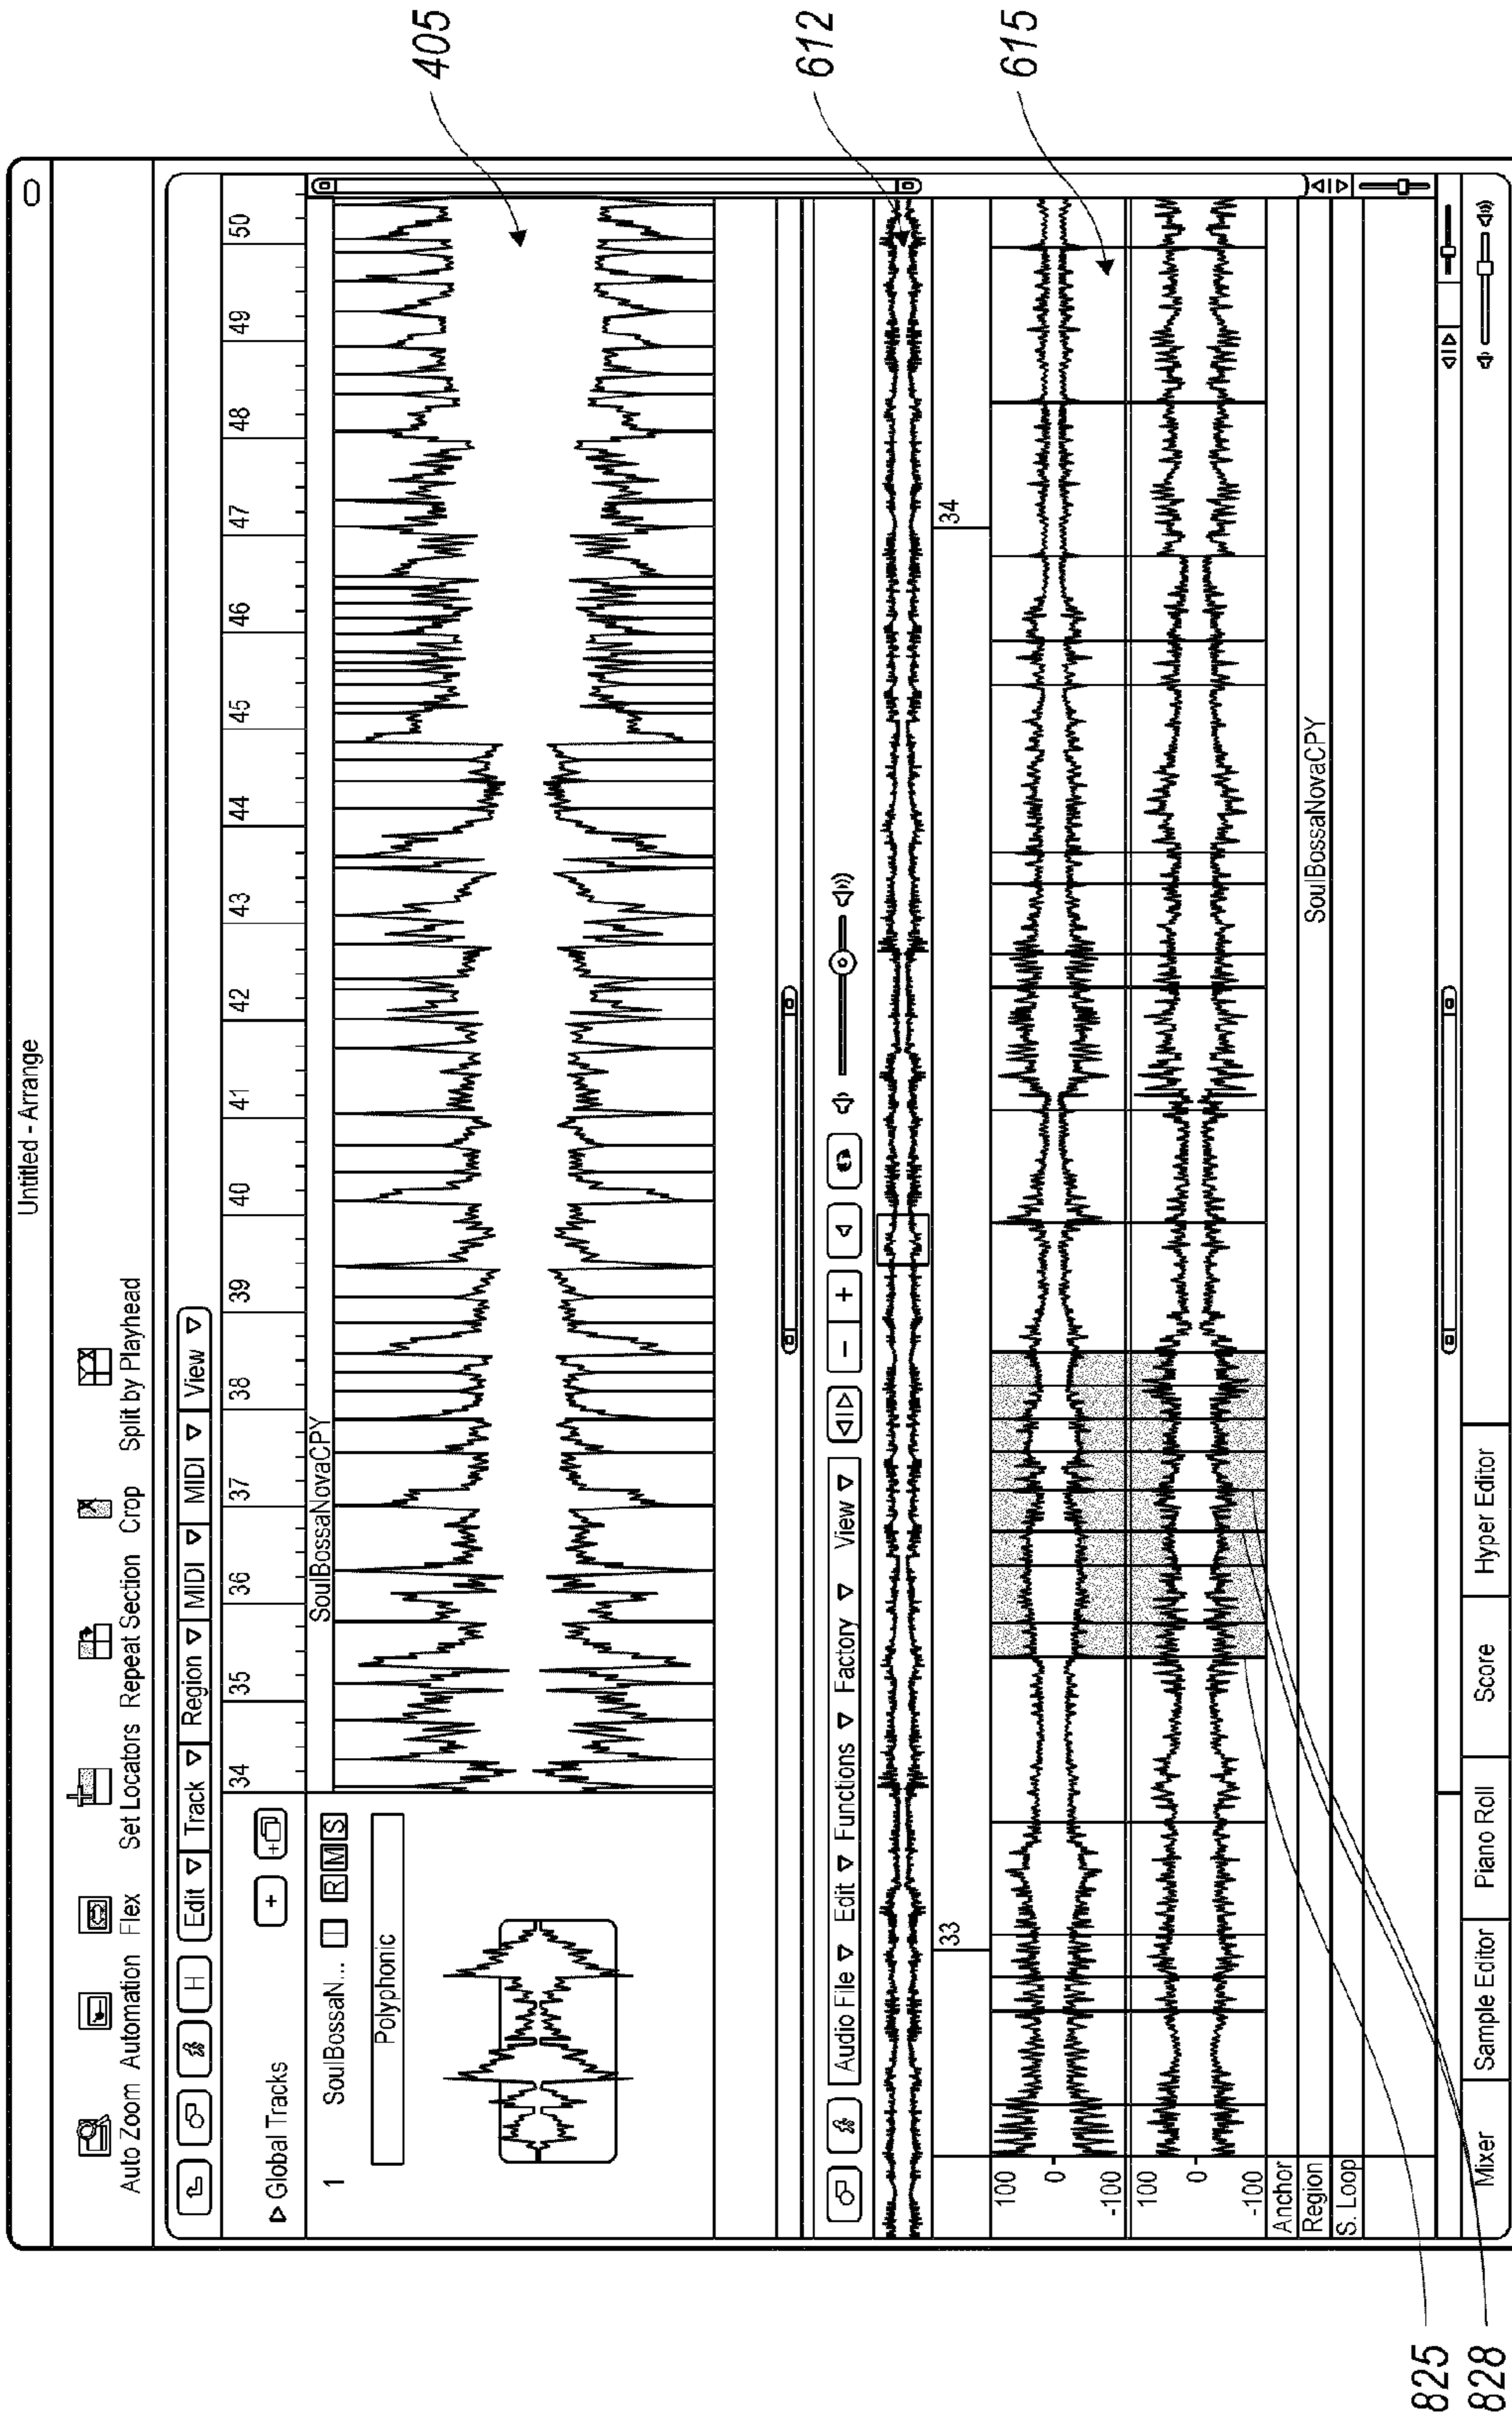 Untitled - Arrange
Auto Zoom Automation Flex Set Locators Repeat Section Crop Split by Playhead
H Edit Track Region MIDI MIDI View
Global Tracks + + 34 35 36 37 38 39 40 41 42 43 44 45 46 47 48 49 50
SoulBossaNovaCPY
1 SoulBossaN... I R M S
Polyphonic
405
Audio File Edit Functions Factory View − +
612
33 34
100
0
-100
615
100
0
-100
Anchor
Region SoulBossaNovaCPY
S. Loop
Mixer Sample Editor Piano Roll Score Hyper Editor
825
828